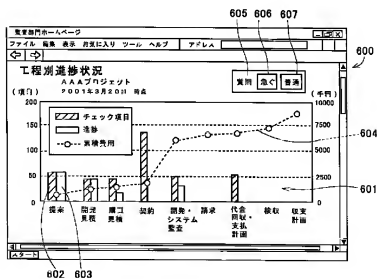 605 606 607
600
監査部門ホームページ
ファイル 編集 表示 お気に入り ツール ヘルプ アドレス
工程別進捗状況
AAAプロジェクト
2001年3月20日 時点
質問 急ぐ 普通
(項目) (千円)
200 10000
150 7500
100 5000
50 2500
0 0
チェック項目
進捗
累積費用
604
601
提案 開発見積 購買見積 契約 開発・システム監査 請求 代金回収・支払計画 検収 収支計画
スタート
602 603